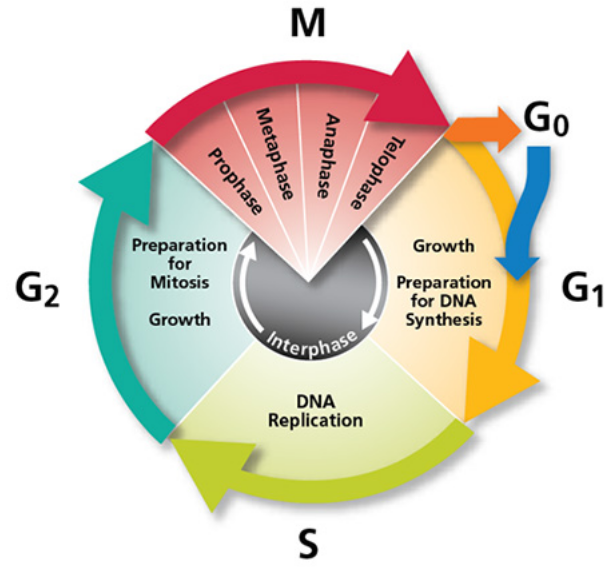 M
G0
Prophase
Metaphase
Anaphase
Telophase
Growth
Preparation
for DNA
Synthesis
G1
Preparation
for
Mitosis
Growth
G2
Interphase
DNA
Replication
S